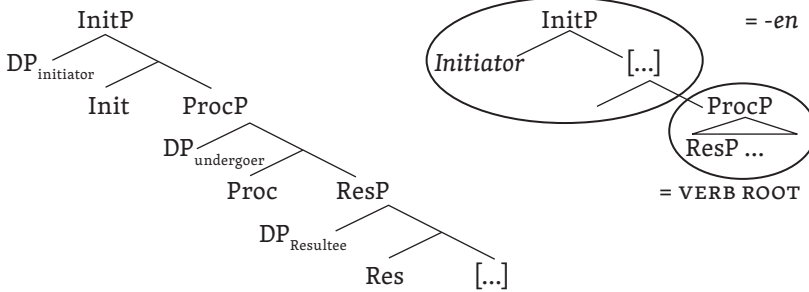 InitP
DP initiator
Init ProcP
DP undergoer
Proc ResP
DP Resultee
Res [...]
InitP = -en
Initiator [...]
ProcP
ResP ...
= VERB ROOT